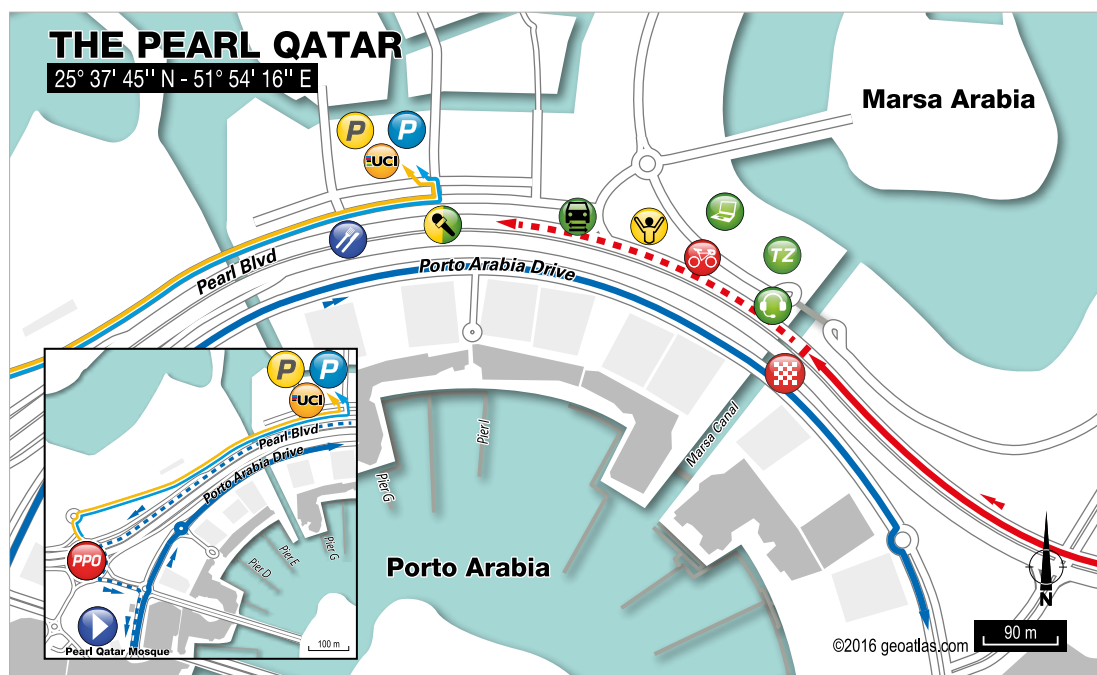 THE PEARL QATAR
25° 37' 45" N - 51° 54' 16" E
Marsa Arabia
P
P
UCI
TZ
Pearl Blvd
Porto Arabia Drive
Marsa Canal
Pier I
Pier G
Porto Arabia
P
P
UCI
Pearl Blvd
Porto Arabia Drive
PPO
Pier G
Pier E
Pier D
Pearl Qatar Mosque
100 m
N
90 m
©2016 geoatlas.com